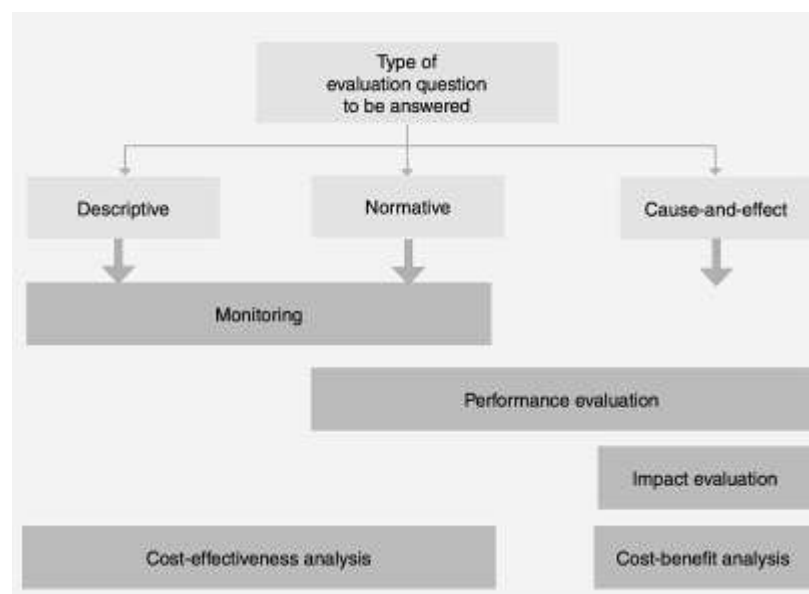 Type of
evaluation question
to be answered
Descriptive
Normative
Cause-and-effect
Monitoring
Performance evaluation
Impact evaluation
Cost-effectiveness analysis
Cost-benefit analysis